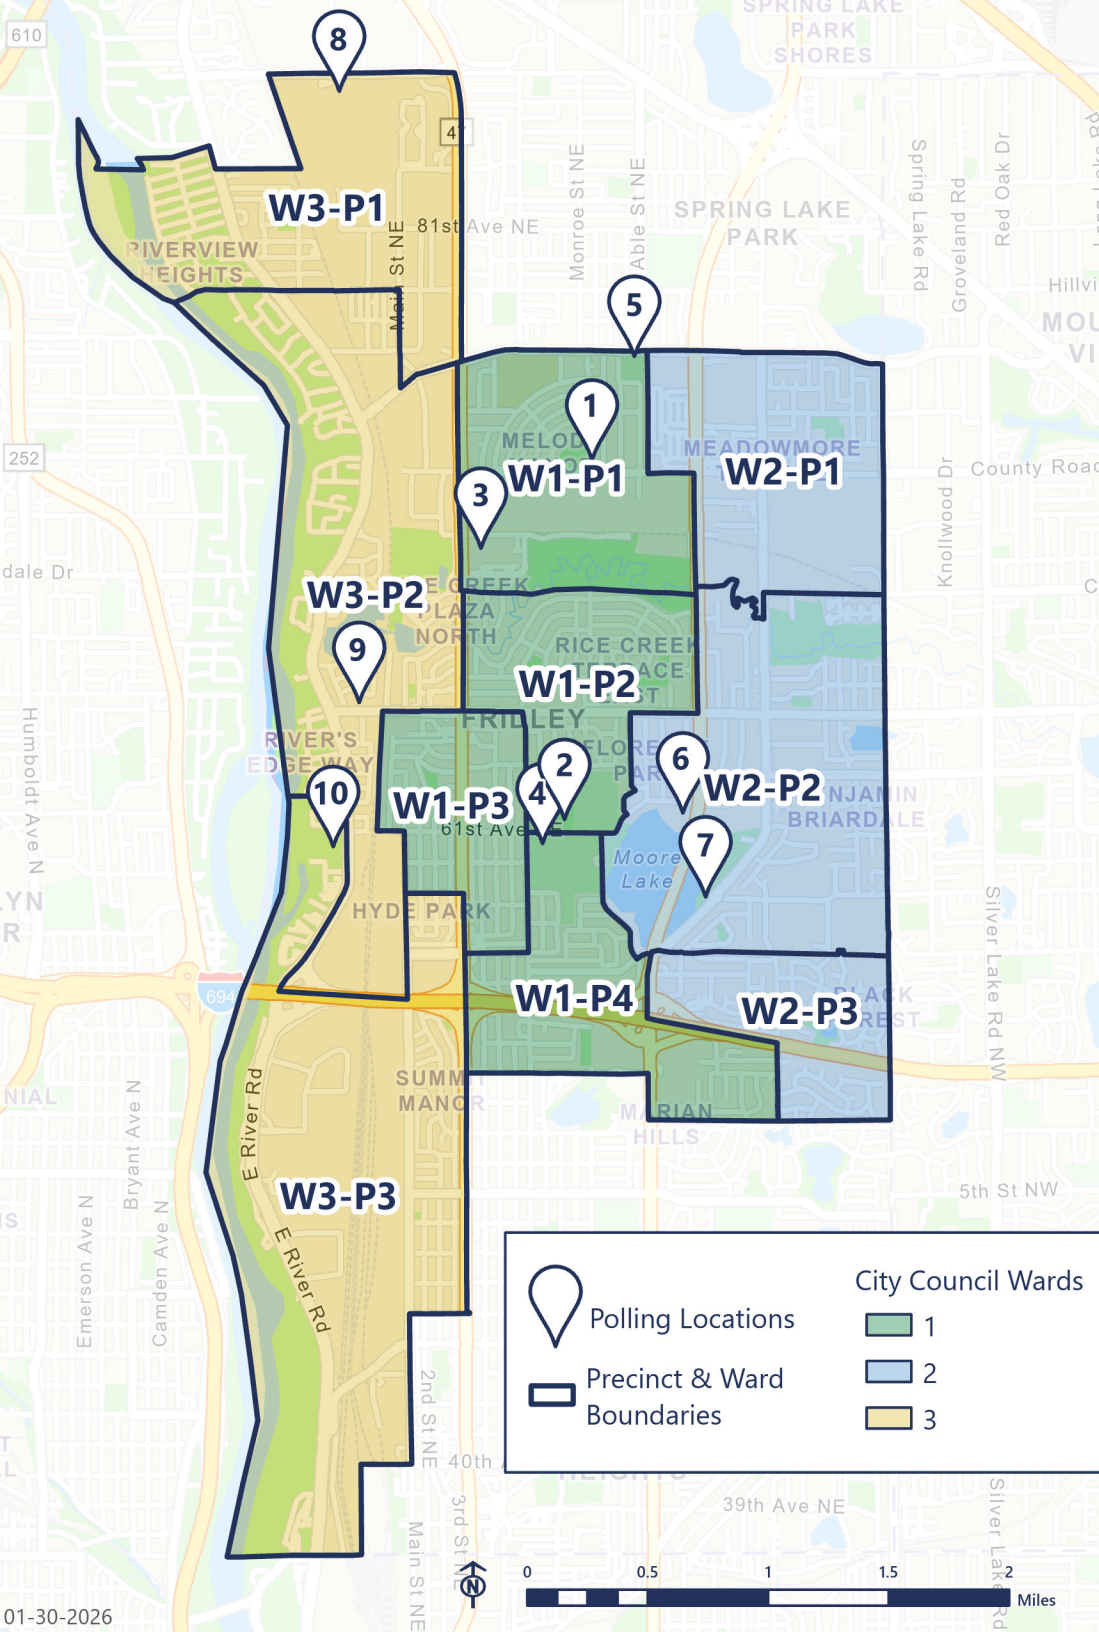 SPRING LAKE
PARK
SHORES
610
8
47
W3-P1
81st Ave NE
Main St NE
Monroe St NE
Able St NE
SPRING LAKE
PARK
Spring Lake Rd
Groveland Rd
Red Oak Dr
RIVERVIEW
HEIGHTS
5
1
3
W1-P1
MEADOWMORE
W2-P1
252
County Road
Knollwood Dr
dale Dr
W3-P2
CREEK
PLAZA
NORTH
9
RICE CREEK
W1-P2
FRIDLEY
RIVER'S
EDGE WAY
10
W1-P3
2
4
61st Ave
6
W2-P2
BRIARDALE
7
Moore
Lake
Humboldt Ave N
HYDE PARK
694
W1-P4
W2-P3
Silver Lake Rd NW
SUMMIT
MANOR
MARIAN
HILLS
E River Rd
Bryant Ave N
W3-P3
5th St NW
Emerson Ave N
Camden Ave N
E River Rd
Polling Locations
Precinct & Ward
Boundaries
City Council Wards
1
2
3
2nd St NE
40th
HEIGHTS
39th Ave NE
Main St NE
3rd St NE
N
0 0.5 1 1.5 2
Miles
01-30-2026